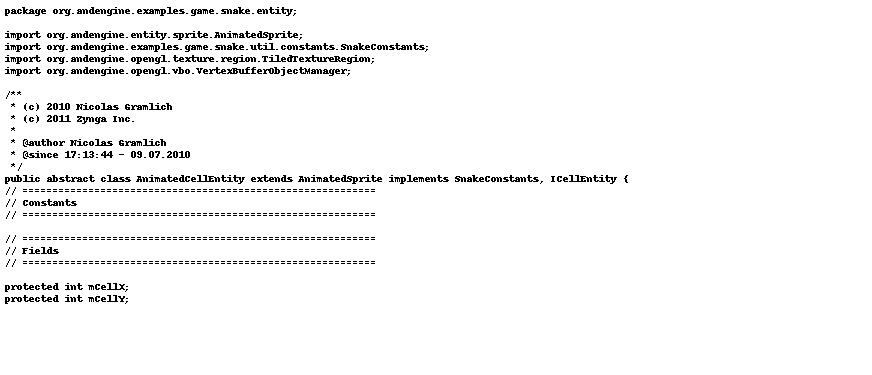 package org.andengine.examples.game.snake.entity;

import org.andengine.entity.sprite.AnimatedSprite;
import org.andengine.examples.game.snake.util.constants.SnakeConstants;
import org.andengine.opengl.texture.region.TiledTextureRegion;
import org.andengine.opengl.vbo.VertexBufferObjectManager;

/**
 * (c) 2010 Nicolas Gramlich
 * (c) 2011 Zynga Inc.
 *
 * @author Nicolas Gramlich
 * @since 17:13:44 - 09.07.2010
 */
public abstract class AnimatedCellEntity extends AnimatedSprite implements SnakeConstants, ICellEntity {
// ===========================================================
// Constants
// ===========================================================

// ===========================================================
// Fields
// ===========================================================

protected int mCellX;
protected int mCellY;